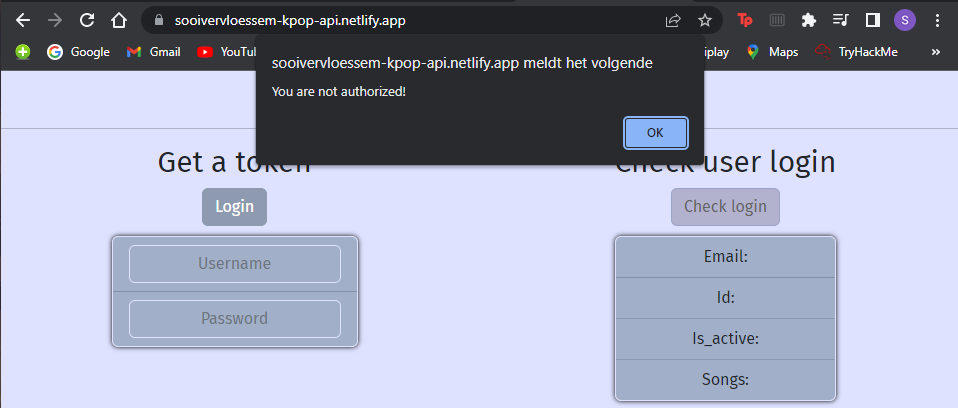 sooivervloessem-kpop-api.netlify.app
Tp
S
Google
Gmail
YouTu
iplay
Maps
TryHackMe
»
sooivervloessem-kpop-api.netlify.app meldt het volgende
You are not authorized!
OK
Get a token
Check user login
Login
Check login
Username
Password
Email:
Id:
Is_active:
Songs: